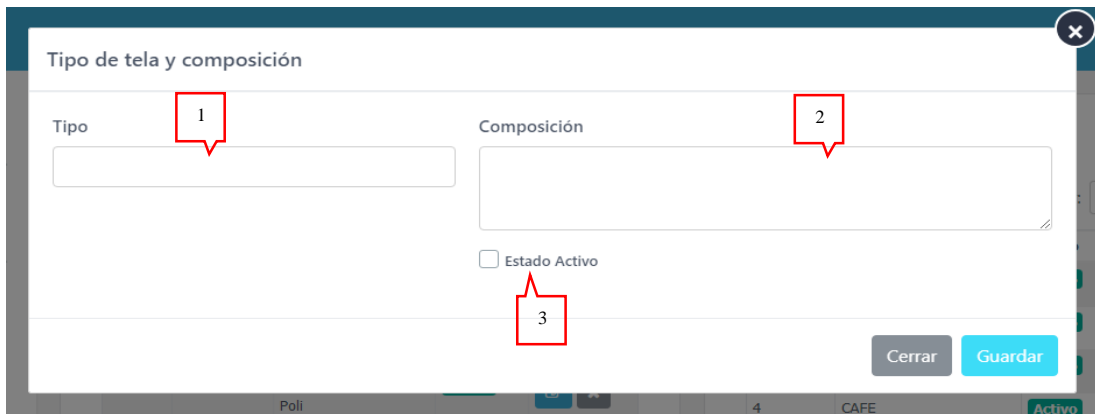 ×
Tipo de tela y composición
1
2
Tipo
Composición
:
Estado Activo
3
Cerrar
Guardar
Poli
4
CAFE
Activo